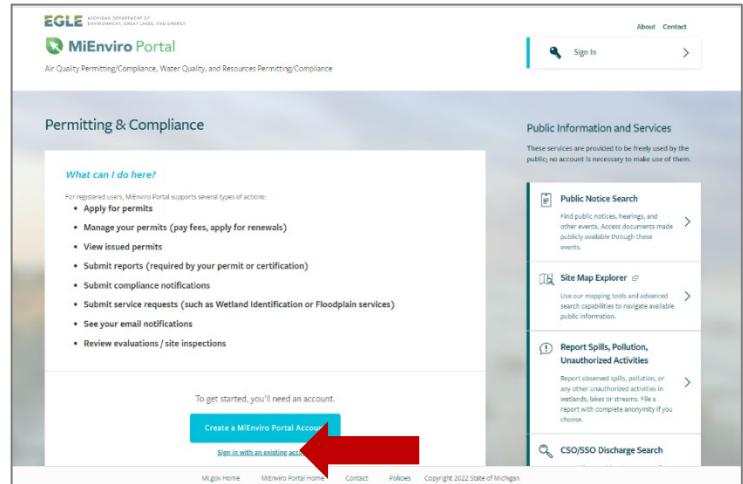 EGLE MICHIGAN DEPARTMENT OF
ENVIRONMENT, GREAT LAKES, AND ENERGY
About Contact
MiEnviro Portal
Sign In
Air Quality Permitting/Compliance, Water Quality, and Resources Permitting/Compliance
Permitting & Compliance
What can I do here?
For registered users, MiEnviro Portal supports several types of actions:
• Apply for permits
• Manage your permits (pay fees, apply for renewals)
• View issued permits
• Submit reports (required by your permit or certification)
• Submit compliance notifications
• Submit service requests (such as Wetland Identification or Floodplain services)
• See your email notifications
• Review evaluations / site inspections
To get started, you'll need an account.
Create a MiEnviro Portal Accou
Sign in with an existing acco
Public Information and Services
These services are provided to be freely used by the
public; no account is necessary to make use of them.
Public Notice Search
Find public notices, hearings, and
other events. Access documents made
publicly available through these
events.
Site Map Explorer
Use our mapping tools and advanced
search capabilities to navigate available
public information.
Report Spills, Pollution,
Unauthorized Activities
Report observed spills, pollution, or
any other unauthorized activities in
wetlands, lakes or streams. File a
report with complete anonymity if you
choose.
CSO/SSO Discharge Search
MI.gov Home MiEnviro Portal Home Contact Policies Copyright 2022 State of Michigan